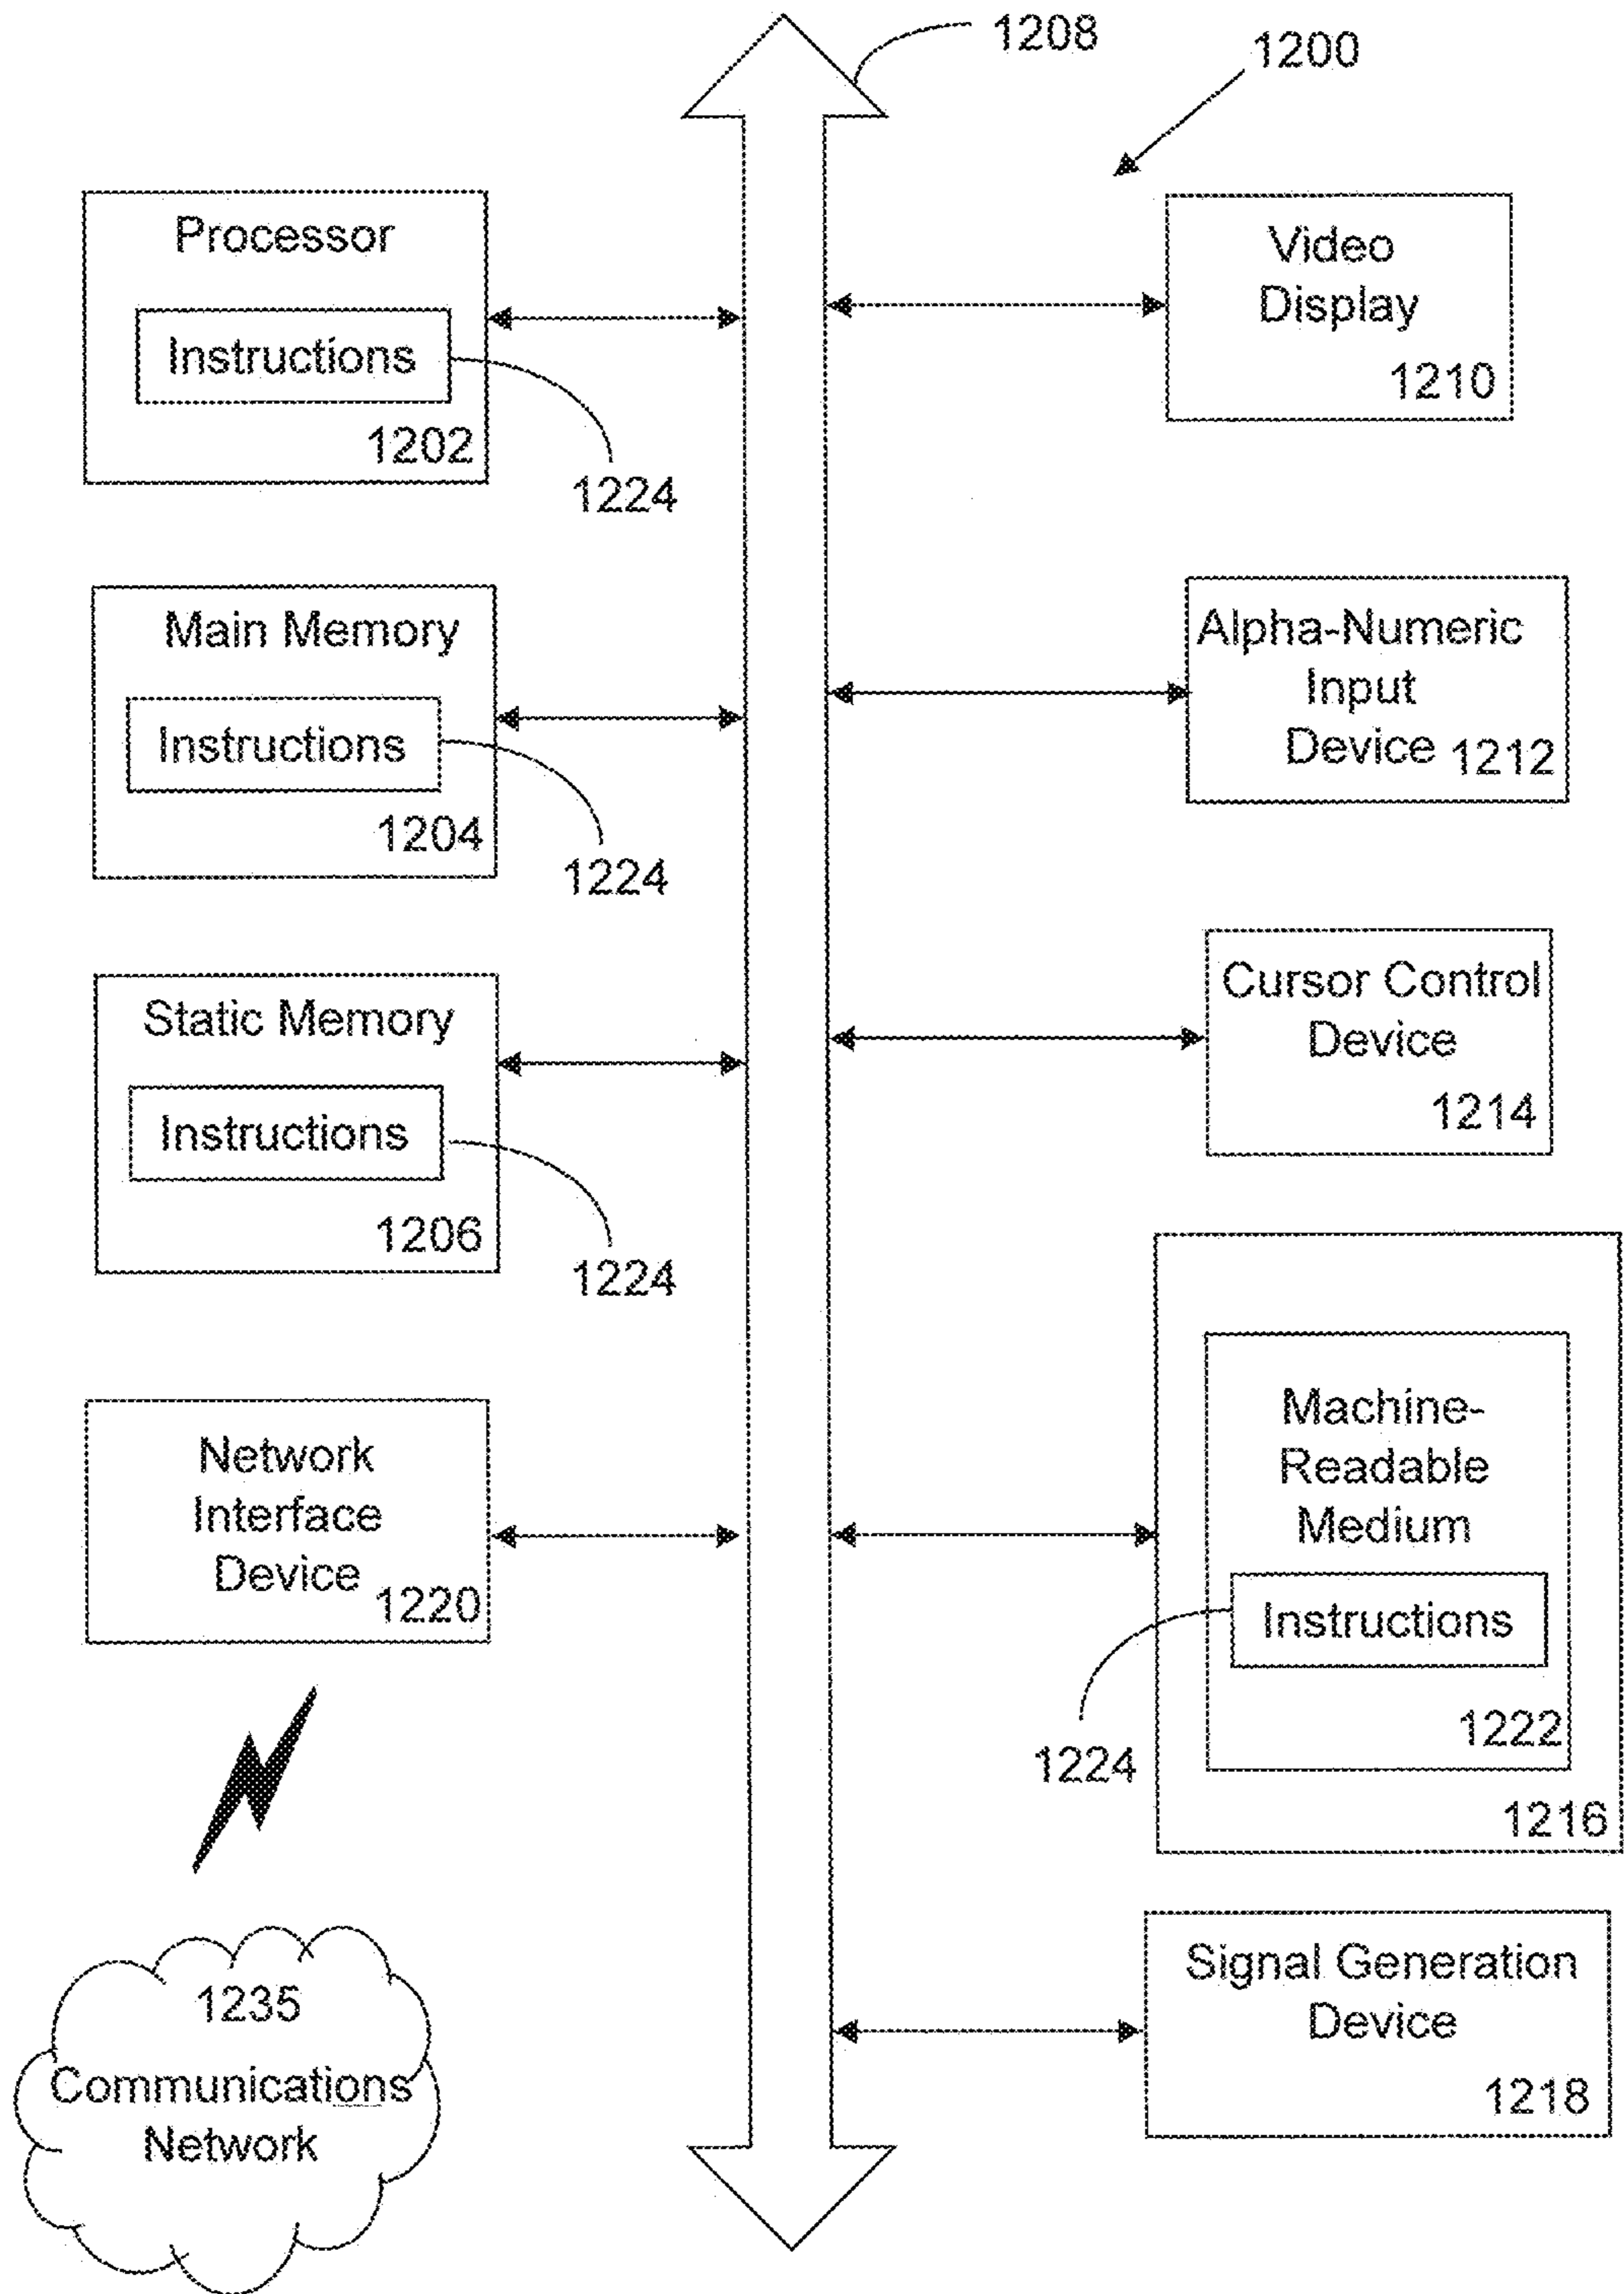 1208
1200
Processor
Instructions
1202
1224
Video
Display
1210
Main Memory
Instructions
1204
1224
Alpha-Numeric
Input
Device 1212
Static Memory
Instructions
1206
1224
Cursor Control
Device
1214
Network
Interface
Device
1220
Machine-
Readable
Medium
Instructions
1222
1224
1216
1235
Communications
Network
Signal Generation
Device
1218